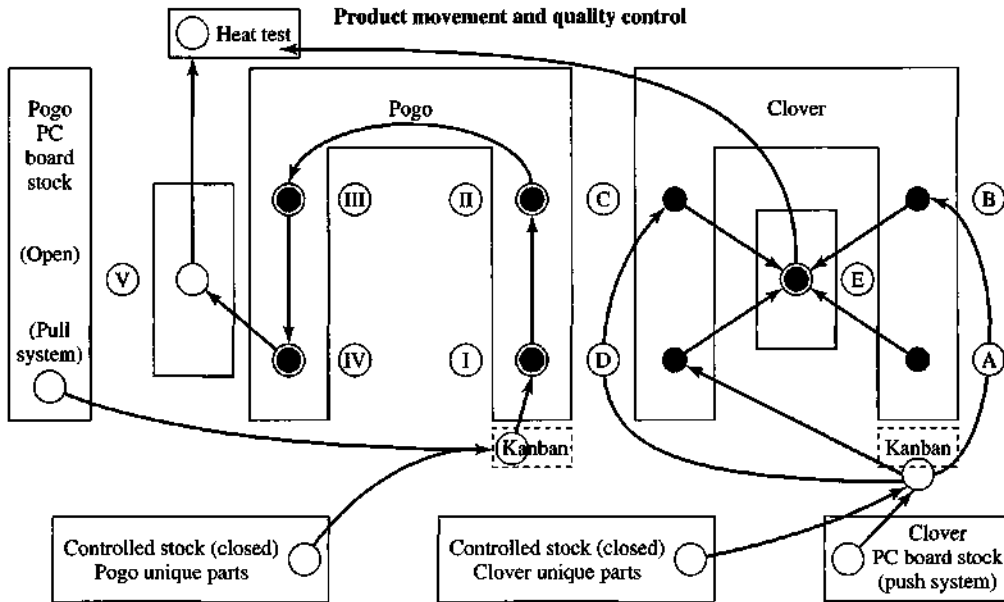 Product movement and quality control
Heat test
Pogo
PC
board
stock
(Open)
(Pull
system)
Pogo
Clover
III
II
C
B
V
E
IV
I
D
A
Kanban
Kanban
Controlled stock (closed)
Pogo unique parts
Controlled stock (closed)
Clover unique parts
Clover
PC board stock
(push system)